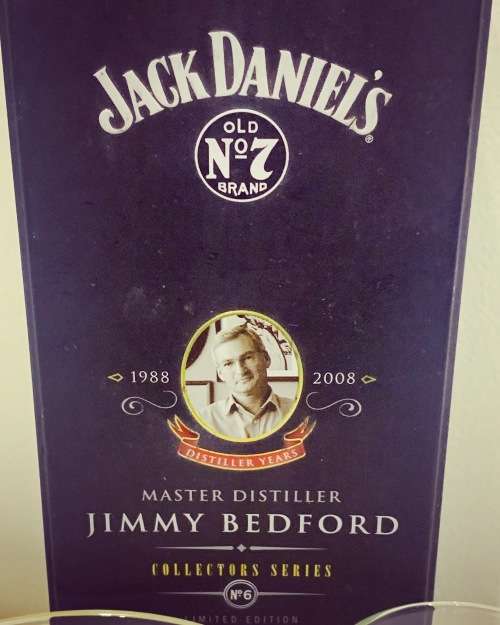 JACK DANIEL'S
®
OLD
Nº7
BRAND
1988 2008
DISTILLER YEARS
MASTER DISTILLER
JIMMY BEDFORD
COLLECTORS SERIES
Nº6
LIMITED-EDITION